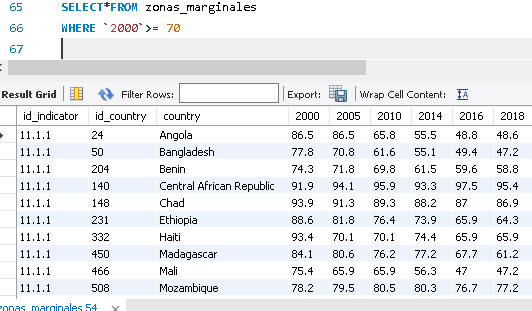 65 SELECT*FROM zonas_marginales
66 WHERE `2000`>= 70
67
Result Grid Filter Rows: Export: Wrap Cell Content: IA
id_indicator id_country country 2000 2005 2010 2014 2016 2018
11.1.1 24 Angola 86.5 86.5 65.8 55.5 48.8 48.6
11.1.1 50 Bangladesh 77.8 70.8 61.6 55.1 49.4 47.2
11.1.1 204 Benin 74.3 71.8 69.8 61.5 59.6 58.8
11.1.1 140 Central African Republic 91.9 94.1 95.9 93.3 97.5 95.4
11.1.1 148 Chad 93.9 91.3 89.3 88.2 87 86.9
11.1.1 231 Ethiopia 88.6 81.8 76.4 73.9 65.9 64.3
11.1.1 332 Haiti 93.4 70.1 70.1 74.4 65.9 65.9
11.1.1 450 Madagascar 84.1 80.6 76.2 77.2 67.7 61.2
11.1.1 466 Mali 75.4 65.9 65.9 56.3 47 47.2
11.1.1 508 Mozambique 78.2 79.5 80.5 80.3 76.7 77.2
zonas_marginales 54 ×